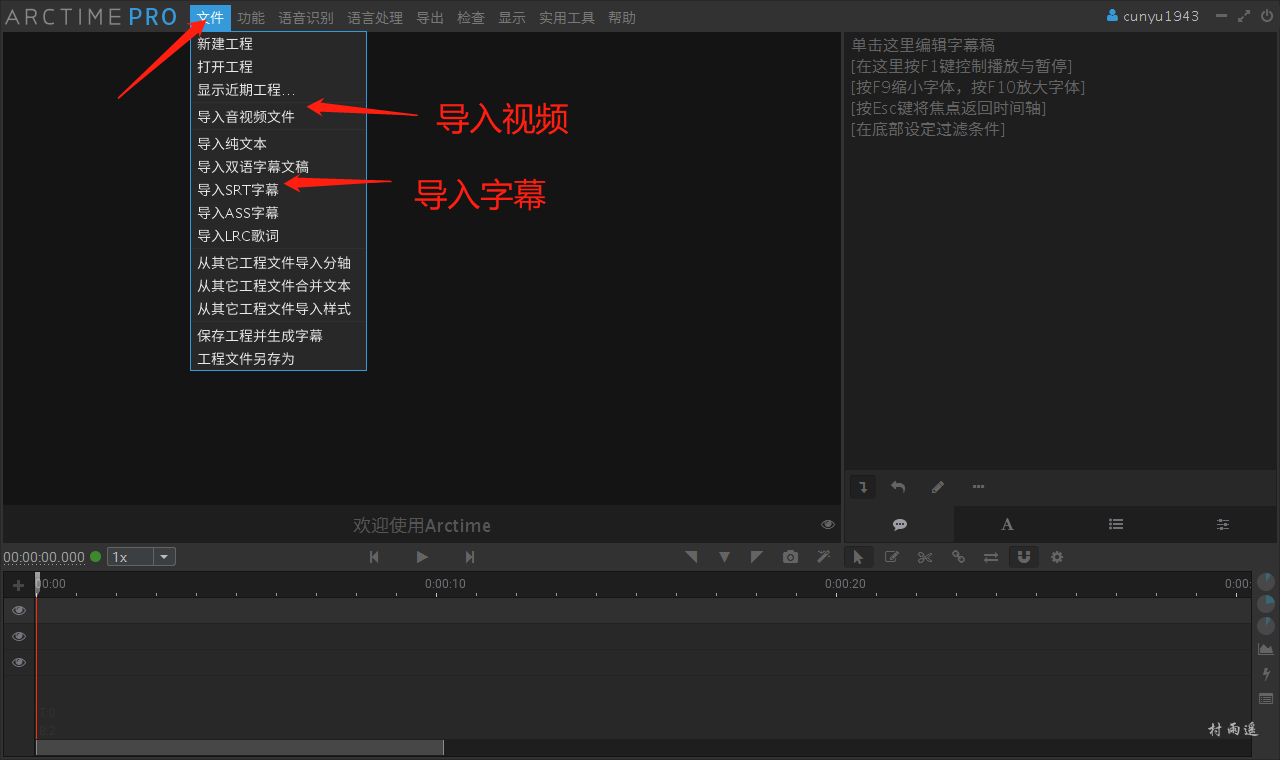 ARCTIME PRO
文件 功能 语音识别 语言处理 导出 检查 显示 实用工具 帮助
cunyu1943
新建工程
打开工程
显示近期工程...
导入音视频文件
导入纯文本
导入双语字幕文稿
导入SRT字幕
导入ASS字幕
导入LRC歌词
从其它工程文件导入分轴
从其它工程文件合并文本
从其它工程文件导入样式
保存工程并生成字幕
工程文件另存为
导入视频
导入字幕
单击这里编辑字幕稿
[在这里按F1键控制播放与暂停]
[按F9缩小字体，按F10放大字体]
[按Esc键将焦点返回时间轴]
[在底部设定过滤条件]
欢迎使用Arctime
A
00:00:00.000 1x
00:00 0:00:10 0:00:20 0:00:
村雨遥